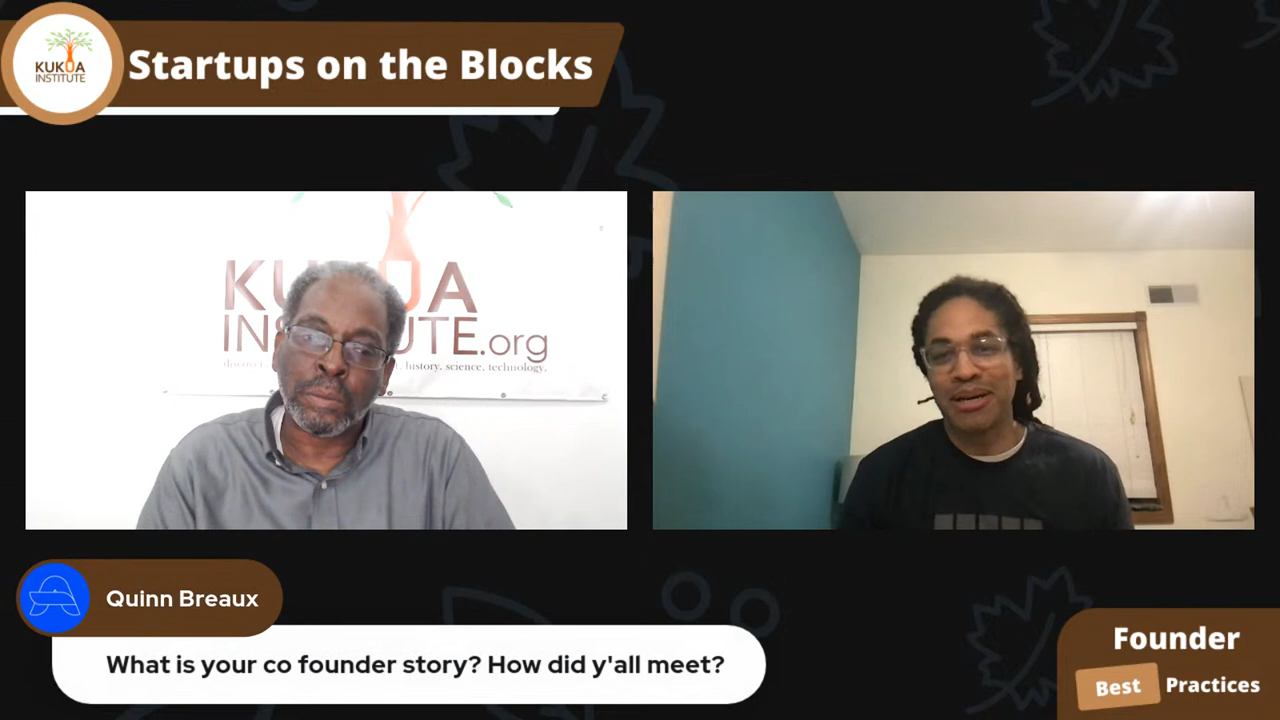 KUKUA
INSTITUTE
Startups on the Blocks
KUKUA
INSTITUTE.org
history. science. technology.
Quinn Breaux
What is your co founder story? How did y'all meet?
Founder
Best Practices